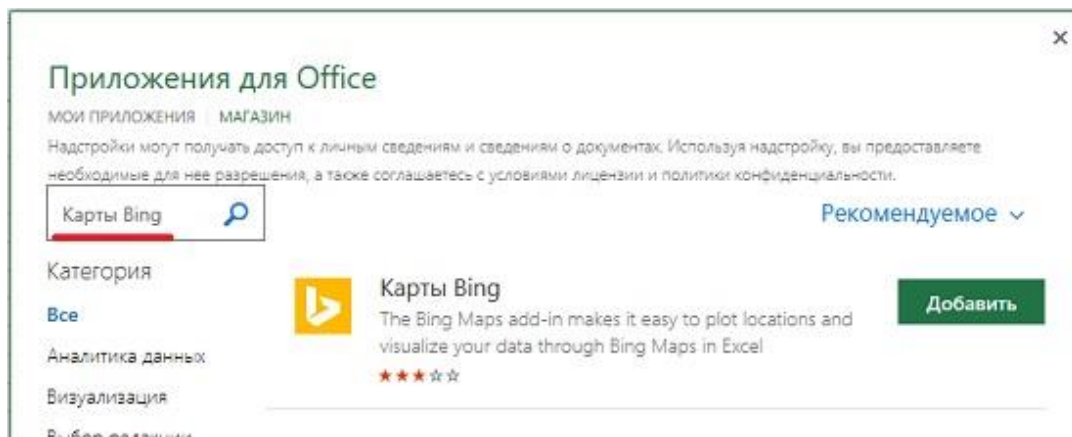 Приложения для Office
МОИ ПРИЛОЖЕНИЯ | МАГАЗИН
Надстройки могут получать доступ к личным сведениям и сведениям о документах. Используя надстройку, вы предоставляете
необходимые для нее разрешения, а также соглашаетесь с условиями лицензии и политики конфиденциальности.
Карты Bing
Рекомендуемое
Категория
Все
Аналитика данных
Визуализация
Выбор редакции
Карты Bing
The Bing Maps add-in makes it easy to plot locations and
visualize your data through Bing Maps in Excel
Добавить